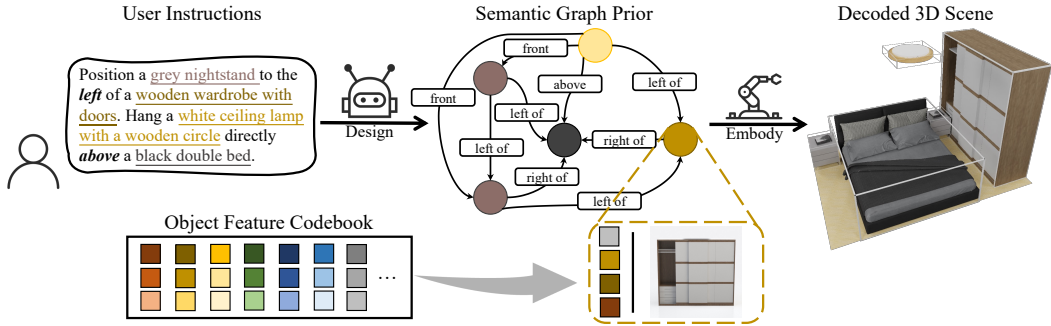 User Instructions
Semantic Graph Prior
Decoded 3D Scene
Position a grey nightstand to the
left of a wooden wardrobe with
doors. Hang a white ceiling lamp
with a wooden circle directly
above a black double bed.
Design
front
front
above
left of
left of
left of
right of
right of
left of
Embody
Object Feature Codebook
...